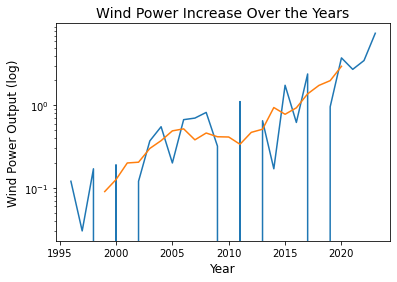 Wind Power Increase Over the Years
Wind Power Output (log)
10⁰
10⁻¹
1995 2000 2005 2010 2015 2020
Year